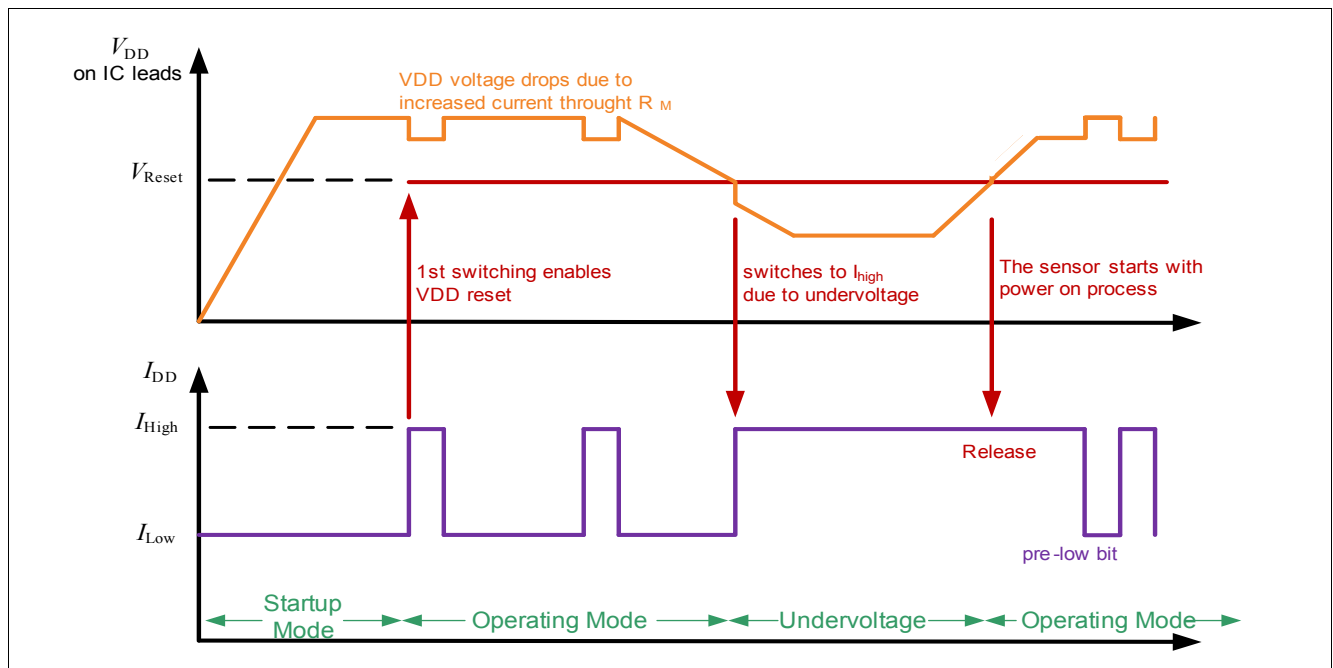 VDD
on IC leads
VDD voltage drops due to
increased current throught R M
VReset
1st switching enables
VDD reset
switches to Ihigh
due to undervoltage
The sensor starts with
power on process
IDD
IHigh
Release
ILow
pre-low bit
Startup
Mode
Operating Mode
Undervoltage
Operating Mode